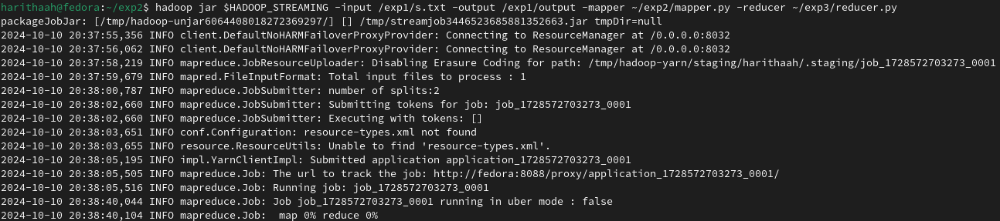 harithaah@fedora:~/exp2$ hadoop jar $HADOOP_STREAMING -input /exp1/s.txt -output /exp1/output -mapper ~/exp2/mapper.py -reducer ~/exp3/reducer.py
packageJobJar: [/tmp/hadoop-unjar6064408018272369297/] [] /tmp/streamjob3446523685881352663.jar tmpDir=null
2024-10-10 20:37:55,356 INFO client.DefaultNoHARMFailoverProxyProvider: Connecting to ResourceManager at /0.0.0.0:8032
2024-10-10 20:37:56,062 INFO client.DefaultNoHARMFailoverProxyProvider: Connecting to ResourceManager at /0.0.0.0:8032
2024-10-10 20:37:58,219 INFO mapreduce.JobResourceUploader: Disabling Erasure Coding for path: /tmp/hadoop-yarn/staging/harithaah/.staging/job_1728572703273_0001
2024-10-10 20:37:59,679 INFO mapred.FileInputFormat: Total input files to process : 1
2024-10-10 20:38:00,787 INFO mapreduce.JobSubmitter: number of splits:2
2024-10-10 20:38:02,660 INFO mapreduce.JobSubmitter: Submitting tokens for job: job_1728572703273_0001
2024-10-10 20:38:02,660 INFO mapreduce.JobSubmitter: Executing with tokens: []
2024-10-10 20:38:03,651 INFO conf.Configuration: resource-types.xml not found
2024-10-10 20:38:03,655 INFO resource.ResourceUtils: Unable to find 'resource-types.xml'.
2024-10-10 20:38:05,195 INFO impl.YarnClientImpl: Submitted application application_1728572703273_0001
2024-10-10 20:38:05,505 INFO mapreduce.Job: The url to track the job: http://fedora:8088/proxy/application_1728572703273_0001/
2024-10-10 20:38:05,516 INFO mapreduce.Job: Running job: job_1728572703273_0001
2024-10-10 20:38:40,044 INFO mapreduce.Job: Job job_1728572703273_0001 running in uber mode : false
2024-10-10 20:38:40,104 INFO mapreduce.Job:  map 0% reduce 0%